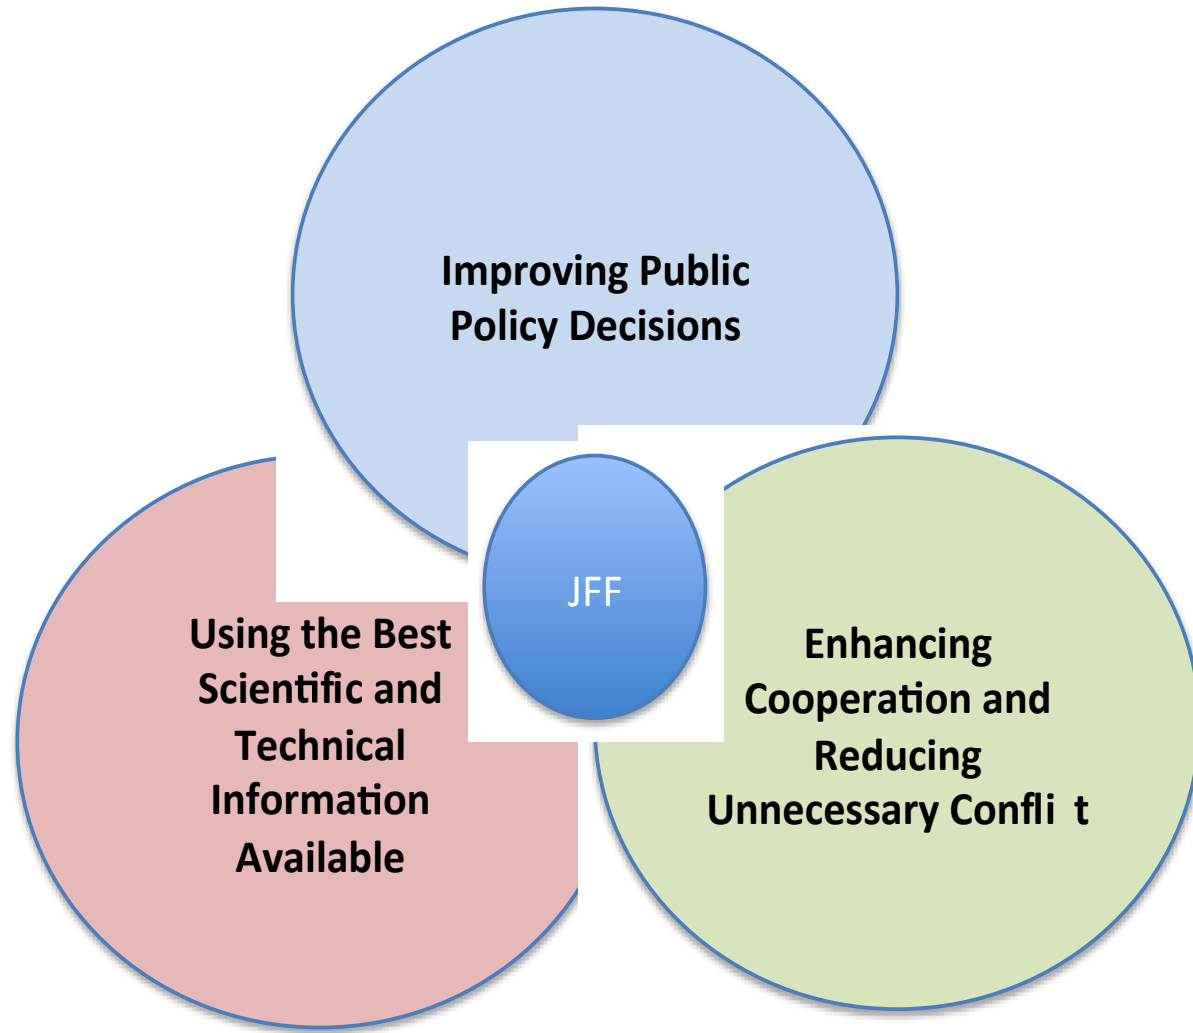 Improving Public
Policy Decisions
JFF
Using the Best
Scientific and
Technical
Information
Available
Enhancing
Cooperation and
Reducing
Unnecessary Confli t